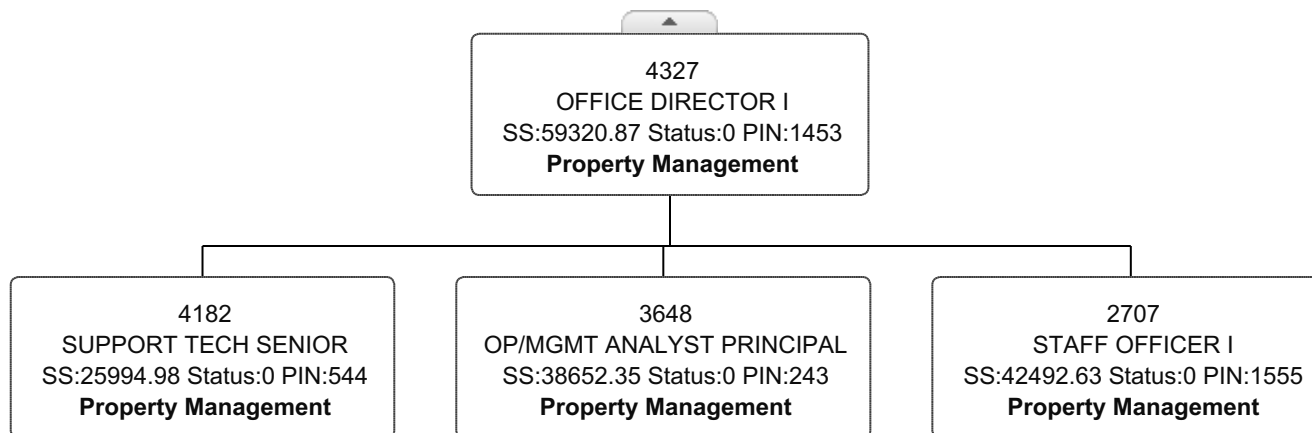 4327
OFFICE DIRECTOR I
SS:59320.87 Status:0 PIN:1453
Property Management
4182
SUPPORT TECH SENIOR
SS:25994.98 Status:0 PIN:544
Property Management
3648
OP/MGMT ANALYST PRINCIPAL
SS:38652.35 Status:0 PIN:243
Property Management
2707
STAFF OFFICER I
SS:42492.63 Status:0 PIN:1555
Property Management